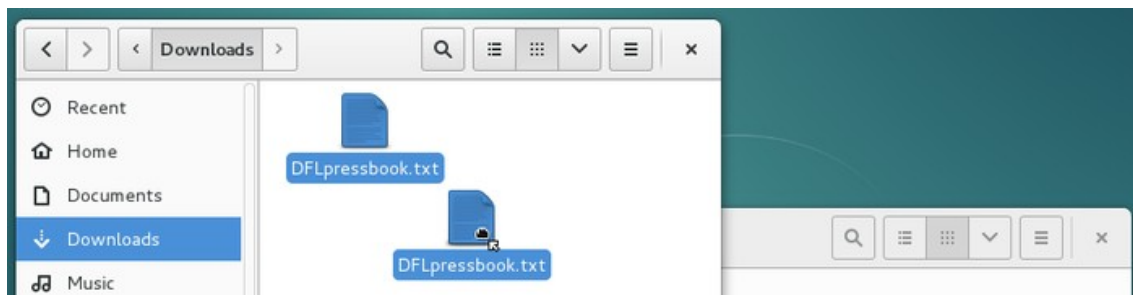 Downloads
Recent
Home
Documents
Downloads
Music
DFLpressbook.txt
DFLpressbook.txt